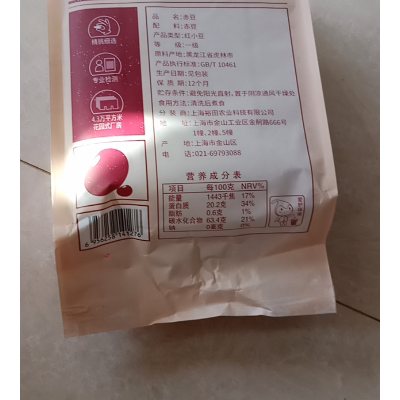 品名:赤豆
配料:赤豆
产品类型:红小豆
等级:一级
原料产地:黑龙江省虎林市
产品执行标准:GB/T 10461
生产日期:见包装
保质期:12个月
贮存条件:避免阳光直射,置于阴凉通风干燥处
食用方法:清洗后煮食
分装商:上海裕田农业科技有限公司
地址:上海市金山工业区金舸路666号
1幢,2幢,5幢
产地:上海市金山区
电话:021-69793088
精挑细选
专业检测
4.3万平方米
花园式厂房
营养成分表
项目 每100克 NRV%
能量 1443千焦 17%
蛋白质 20.2克 34%
脂肪 0.6克 1%
碳水化合物 63.4克 21%
钠 0毫克 0%